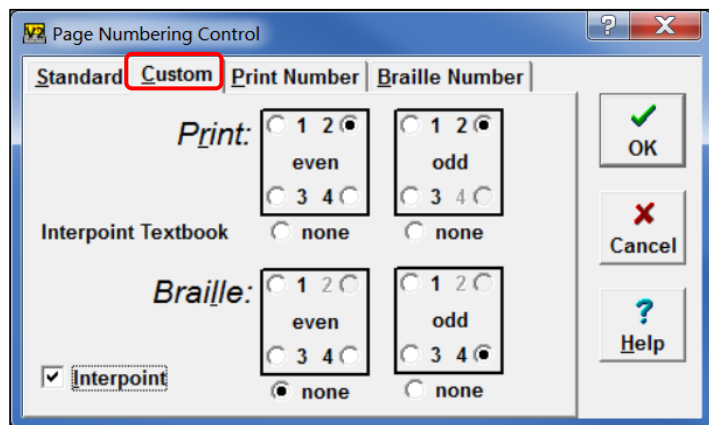 V2 Page Numbering Control ? X
Standard Custom Print Number Braille Number
Print:
1 2
even
3 4
none
1 2
odd
3 4
none
Interpoint Textbook
Braille:
1 2
even
3 4
none
1 2
odd
3 4
none
Interpoint
OK
Cancel
?
Help